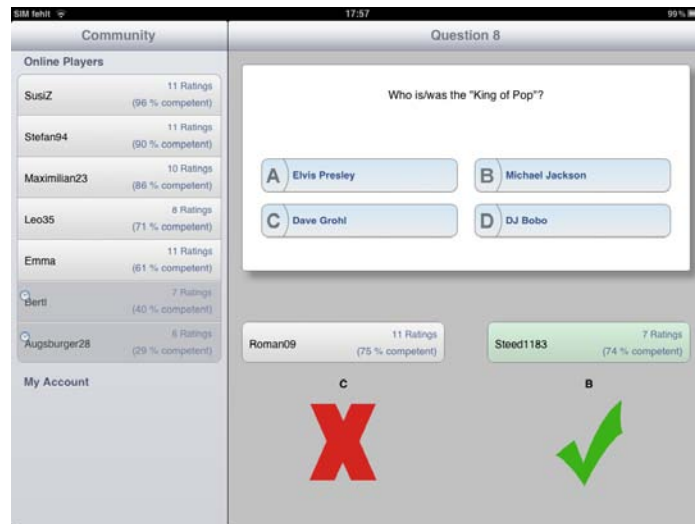 SIM fehlt 17:57 99 %
Community
Question 8
Online Players
SusiZ
11 Ratings
(96 % competent)
Stefan94
11 Ratings
(90 % competent)
Maximilian23
10 Ratings
(86 % competent)
Leo35
8 Ratings
(71 % competent)
Emma
11 Ratings
(61 % competent)
Bertl
7 Ratings
(40 % competent)
Augsburger28
6 Ratings
(29 % competent)
My Account
Who is/was the "King of Pop"?
A Elvis Presley
B Michael Jackson
C Dave Grohl
D DJ Bobo
Roman09
11 Ratings
(75 % competent)
Steed1183
7 Ratings
(74 % competent)
C
B